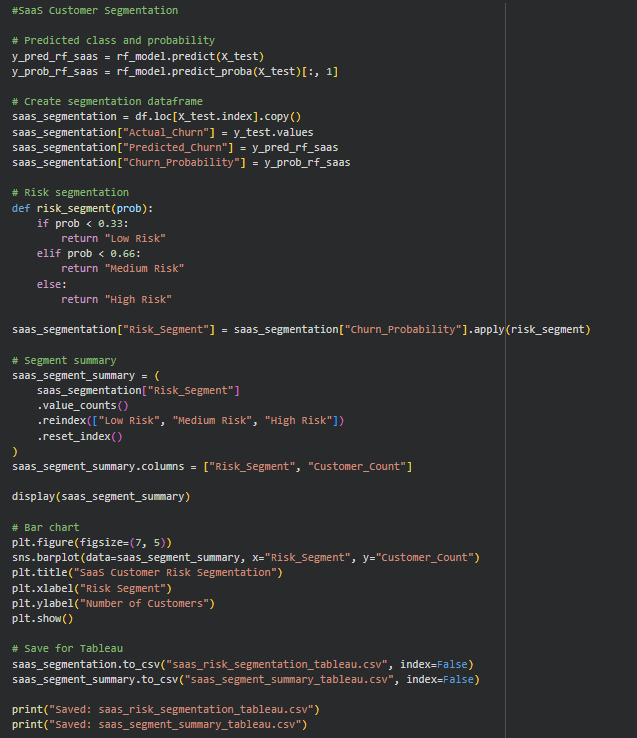 #SaaS Customer Segmentation

# Predicted class and probability
y_pred_rf_saas = rf_model.predict(X_test)
y_prob_rf_saas = rf_model.predict_proba(X_test)[:, 1]

# Create segmentation dataframe
saas_segmentation = df.loc[X_test.index].copy()
saas_segmentation["Actual_Churn"] = y_test.values
saas_segmentation["Predicted_Churn"] = y_pred_rf_saas
saas_segmentation["Churn_Probability"] = y_prob_rf_saas

# Risk segmentation
def risk_segment(prob):
    if prob < 0.33:
        return "Low Risk"
    elif prob < 0.66:
        return "Medium Risk"
    else:
        return "High Risk"

saas_segmentation["Risk_Segment"] = saas_segmentation["Churn_Probability"].apply(risk_segment)

# Segment summary
saas_segment_summary = (
    saas_segmentation["Risk_Segment"]
    .value_counts()
    .reindex(["Low Risk", "Medium Risk", "High Risk"])
    .reset_index()
)
saas_segment_summary.columns = ["Risk_Segment", "Customer_Count"]

display(saas_segment_summary)

# Bar chart
plt.figure(figsize=(7, 5))
sns.barplot(data=saas_segment_summary, x="Risk_Segment", y="Customer_Count")
plt.title("SaaS Customer Risk Segmentation")
plt.xlabel("Risk Segment")
plt.ylabel("Number of Customers")
plt.show()

# Save for Tableau
saas_segmentation.to_csv("saas_risk_segmentation_tableau.csv", index=False)
saas_segment_summary.to_csv("saas_segment_summary_tableau.csv", index=False)

print("Saved: saas_risk_segmentation_tableau.csv")
print("Saved: saas_segment_summary_tableau.csv")